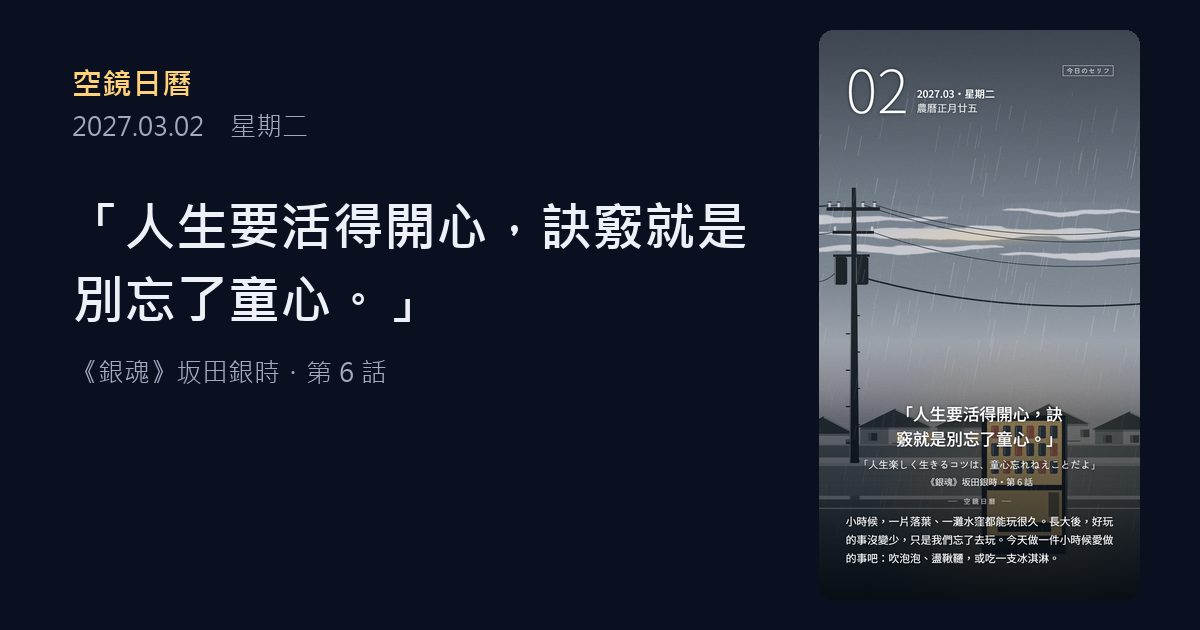 空鏡日曆
2027.03.02 星期二
「人生要活得開心，訣竅就是
別忘了童心。」
《銀魂》坂田銀時・第 6 話
02
今日のセリフ
2027.03・星期二
農曆正月廿五
「人生要活得開心，訣
竅就是別忘了童心。」
「人生楽しく生きるコツは、童心忘れねえことだよ」
《銀魂》坂田銀時・第 6 話
— 空鏡日曆 —
小時候，一片落葉、一灘水窪都能玩很久。長大後，好玩
的事沒變少，只是我們忘了去玩。今天做一件小時候愛做
的事吧：吹泡泡、盪鞦韆，或吃一支冰淇淋。